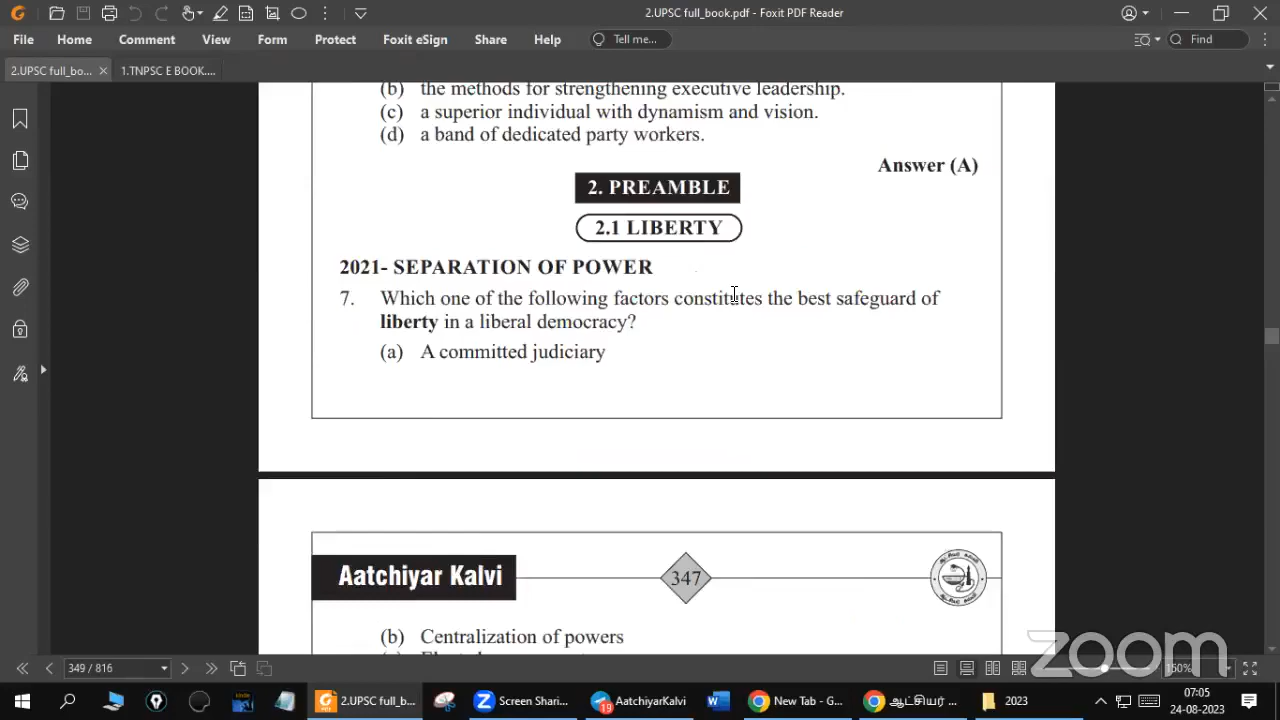 2.UPSC full_book.pdf - Foxit PDF Reader
File Home Comment View Form Protect Foxit eSign Share Help Tell me... Find
2.UPSC full_bo... 1.TNPSC E BOOK....
(b) the methods for strengthening executive leadership.
(c) a superior individual with dynamism and vision.
(d) a band of dedicated party workers.
Answer (A)
2. PREAMBLE
2.1 LIBERTY
2021- SEPARATION OF POWER
7. Which one of the following factors constitutes the best safeguard of
liberty in a liberal democracy?
(a) A committed judiciary
Aatchiyar Kalvi 347
(b) Centralization of powers
zoom
349 / 816 150%
2.UPSC full_b... Screen Shari... 19 AatchiyarKalvi New Tab - G... ஆட்சியர் ... 2023 07:05
24-08-2023